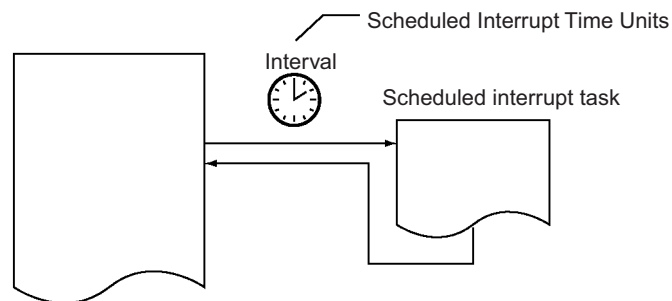 Scheduled Interrupt Time Units
Interval
Scheduled interrupt task